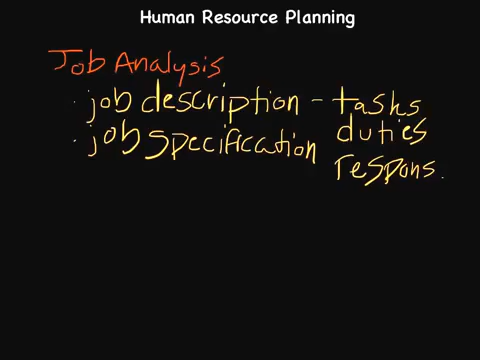 Human Resource Planning
Job Analysis
· job description - tasks
duties
· job specification
respons.